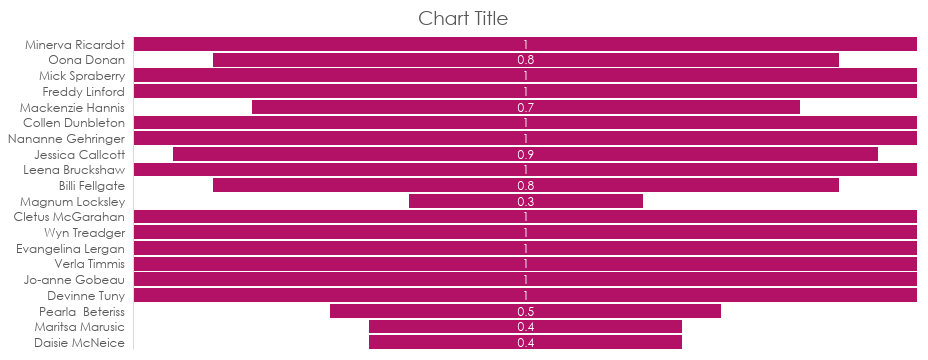 Chart Title
Minerva Ricardot 1
Oona Donan 0.8
Mick Spraberry 1
Freddy Linford 1
Mackenzie Hannis 0.7
Collen Dunbleton 1
Nananne Gehringer 1
Jessica Callcott 0.9
Leena Bruckshaw 1
Billi Fellgate 0.8
Magnum Locksley 0.3
Cletus McGarahan 1
Wyn Treadger 1
Evangelina Lergan 1
Verla Timmis 1
Jo-anne Gobeau 1
Devinne Tuny 1
Pearla  Beteriss 0.5
Maritsa Marusic 0.4
Daisie McNeice 0.4